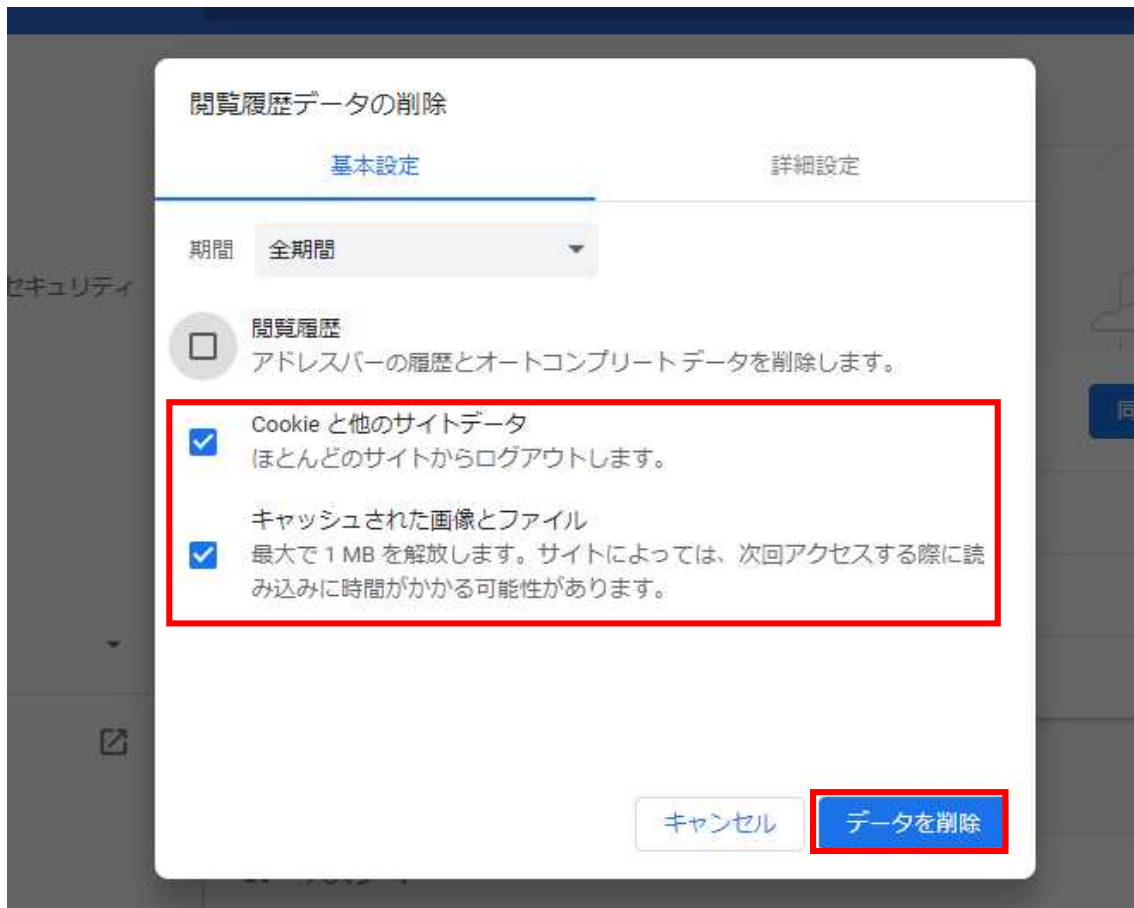 閲覧履歴データの削除
基本設定
詳細設定
期間 全期間
セキュリティ
閲覧履歴
アドレスバーの履歴とオートコンプリート データを削除します。
Cookie と他のサイトデータ
ほとんどのサイトからログアウトします。
キャッシュされた画像とファイル
最大で 1 MB を解放します。サイトによっては、次回アクセスする際に読
み込みに時間がかかる可能性があります。
キャンセル
データを削除